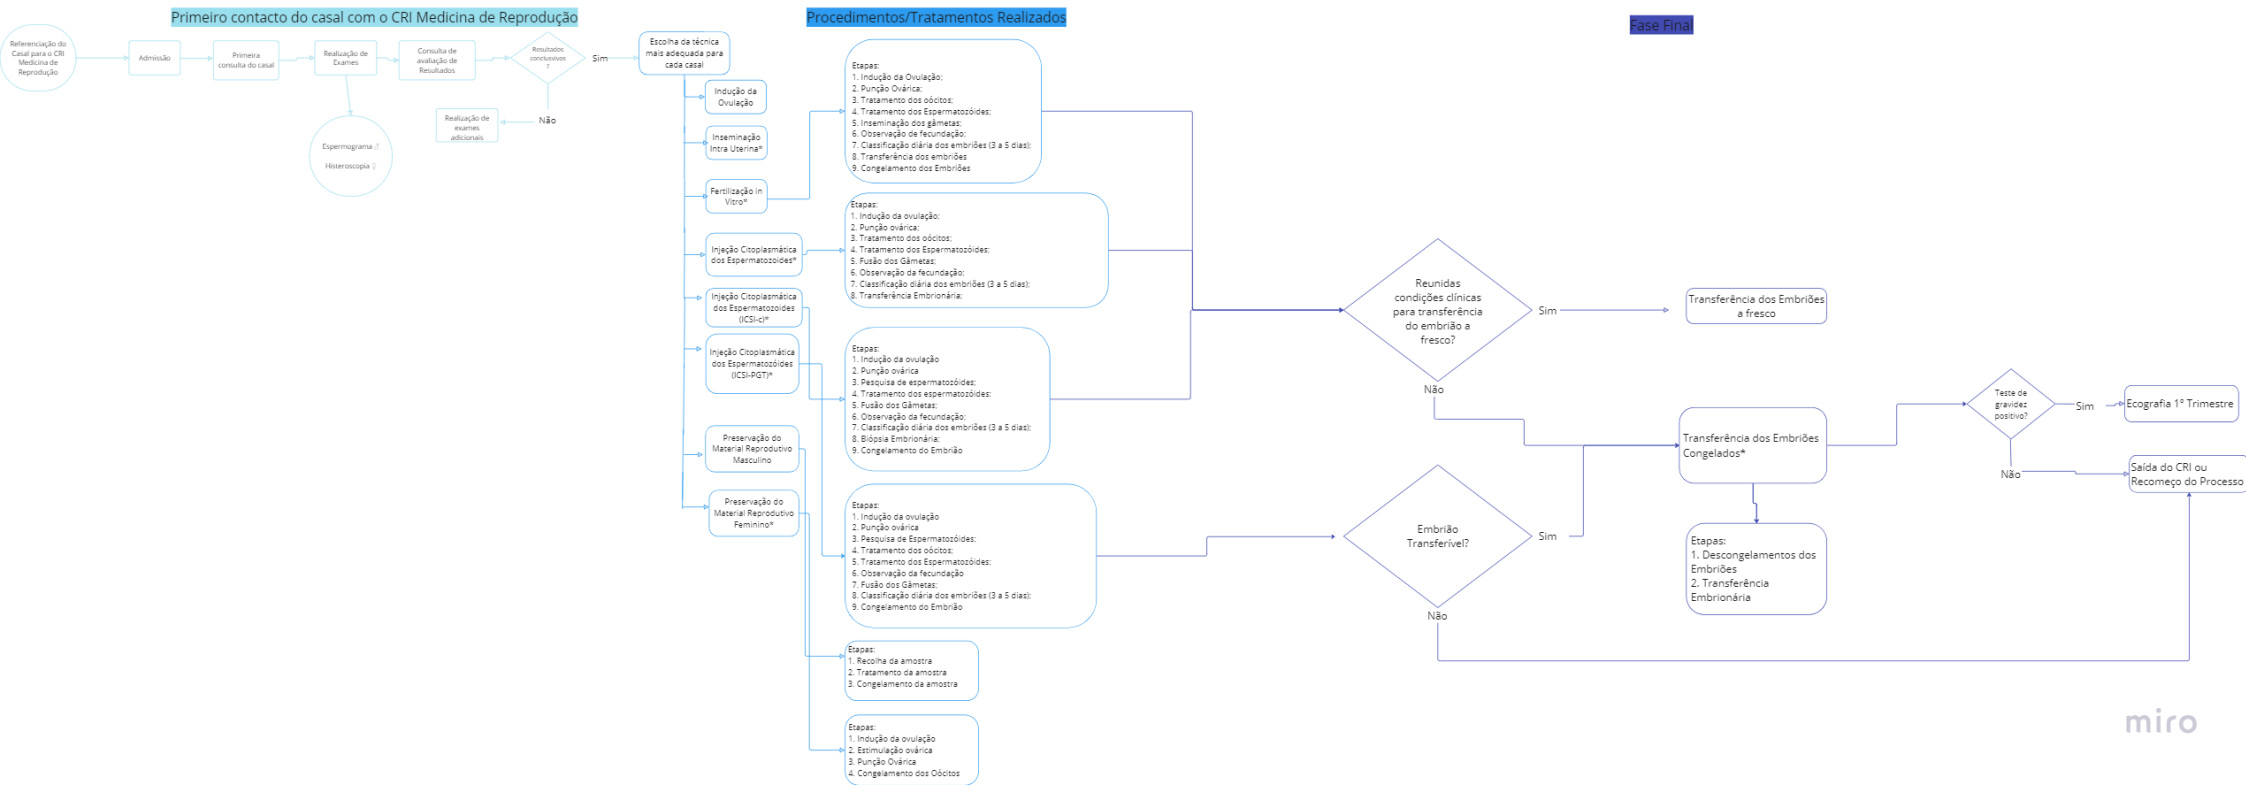 Primeiro contacto do casal com o CRI Medicina de Reprodução
Referenciação do
Casal para o CRI
Medicina de
Reprodução
Admissão
Primeira
consulta do casal
Realização de
Exames
Consulta de
avaliação de
Resultados
Resultados
conclusvivos
?
Sim
Não
Realização de
exames
adicionais
Espermograma ♂
Histeroscopia ♀
Procedimentos/Tratamentos Realizados
Escolha da técnica
mais adequada para
cada casal
Indução da
Ovulação
Inseminação
Intra Uterina*
Fertilização in
Vitro*
Injeção Citoplasmática
dos Espermatozoides*
Injeção Citoplasmática
dos Espermatozoides
(ICSI-c)*
Injeção Citoplasmática
dos Espermatozóides
(ICSI-PGT)*
Preservação do
Material Reprodutivo
Masculino
Preservação do
Material Reprodutivo
Feminino*
Etapas:
1. Indução da Ovulação;
2. Punção Ovárica;
3. Tratamento dos oócitos;
4. Tratamento dos Espermatozóides;
5. Inseminação dos gâmetas;
6. Observação de fecundação;
7. Classificação diária dos embriões (3 a 5 dias);
8. Transferência dos embriões
9. Congelamento dos Embriões
Etapas:
1. Indução da ovulação;
2. Punção ovárica;
3. Tratamento dos oócitos;
4. Tratamento dos Espermatozóides;
5. Fusão dos Gâmetas;
6. Observação da fecundação;
7. Classificação diária dos embriões (3 a 5 dias);
8. Transferência Embrionária;
Etapas:
1. Indução da ovulação
2. Punção ovárica
3. Pesquisa de espermatozóides;
4. Tratamento dos espermatozóides;
5. Fusão dos Gâmetas;
6. Observação da fecundação;
7. Classificação diária dos embriões (3 a 5 dias);
8. Biópsia Embrionária;
9. Congelamento do Embrião
Etapas:
1. Indução da ovulação
2. Punção ovárica
3. Pesquisa de Espermatozóides;
4. Tratamento dos oócitos;
5. Tratamento dos Espermatozóides;
6. Observação da fecundação
7. Fusão dos Gâmetas;
8. Classificação diária dos embriões (3 a 5 dias);
9. Congelamento do Embrião
Etapas:
1. Recolha da amostra
2. Tratamento da amostra
3. Congelamento da amostra
Etapas:
1. Indução da ovulação
2. Estimulação ovárica
3. Punção Ovárica
4. Congelamento dos Oócitos
Fase Final
Reunidas
condições clínicas
para transferência
do embrião a
fresco?
Sim
Não
Transferência dos Embriões
a fresco
Embrião
Transferível?
Sim
Não
Transferência dos Embriões
Congelados*
Etapas:
1. Descongelamentos dos
Embriões
2. Transferência
Embrionária
Teste de
gravidez
positivo?
Sim
Não
Ecografia 1º Trimestre
Saída do CRI ou
Recomeço do Processo
miro